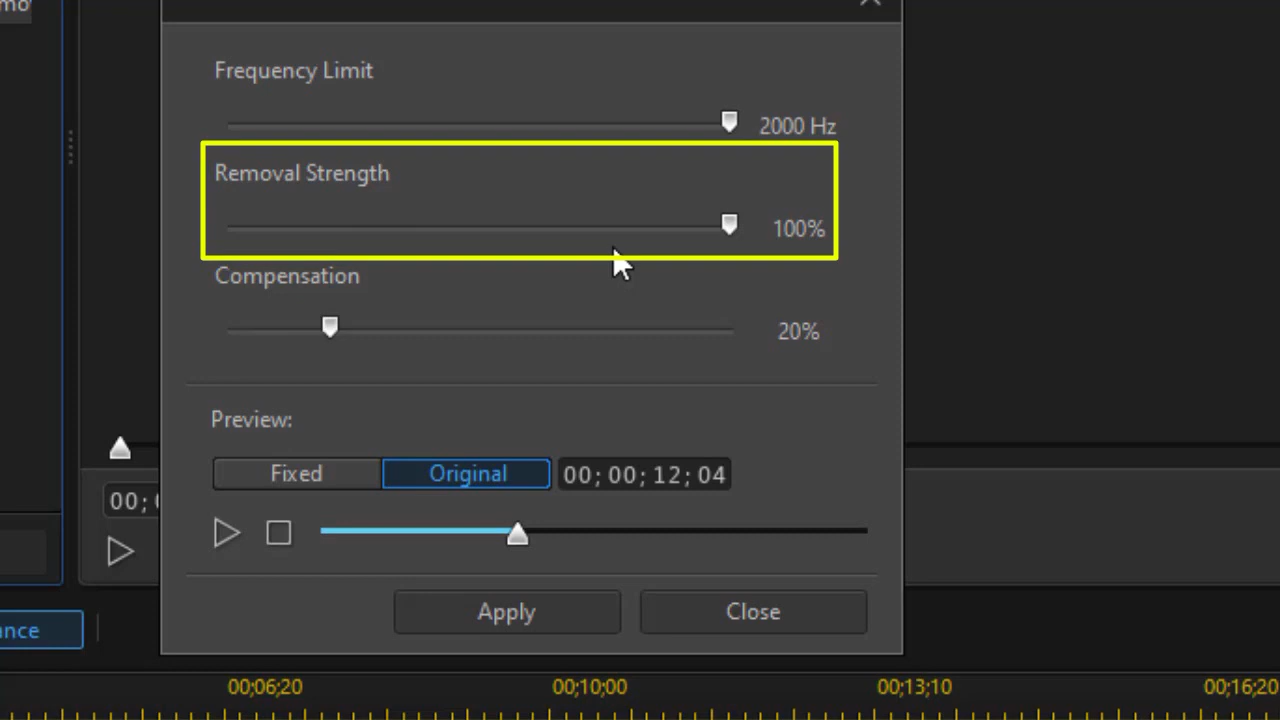 Frequency Limit
2000 Hz
Removal Strength
100%
Compensation
20%
Preview:
Fixed Original 00;00;12;04
00;
Apply Close
00;06;20 00;10;00 00;13;10 00;16;20